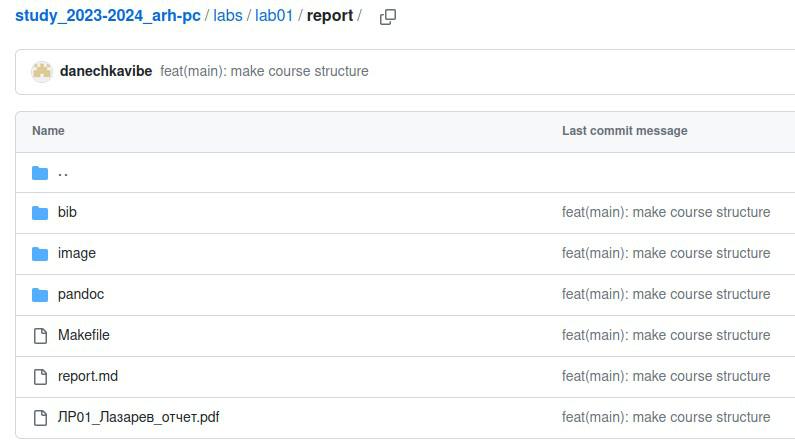 study_2023-2024_arh-pc / labs / lab01 / report /
danechkavibe feat(main): make course structure
Name Last commit message
..
bib feat(main): make course structure
image feat(main): make course structure
pandoc feat(main): make course structure
Makefile feat(main): make course structure
report.md feat(main): make course structure
ЛР01_Лазарев_отчет.pdf feat(main): make course structure